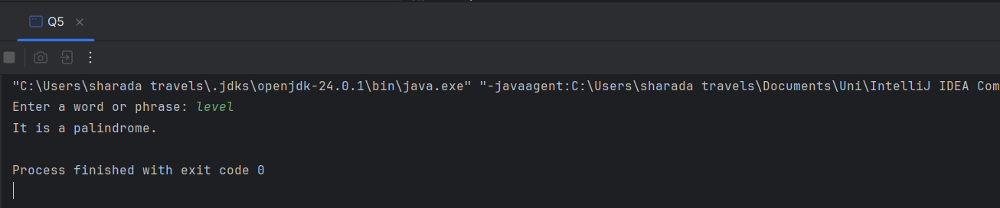 Q5
"C:\Users\sharada travels\.jdks\openjdk-24.0.1\bin\java.exe" "-javaagent:C:\Users\sharada travels\Documents\Uni\IntelliJ IDEA Com
Enter a word or phrase: level
It is a palindrome.
Process finished with exit code 0